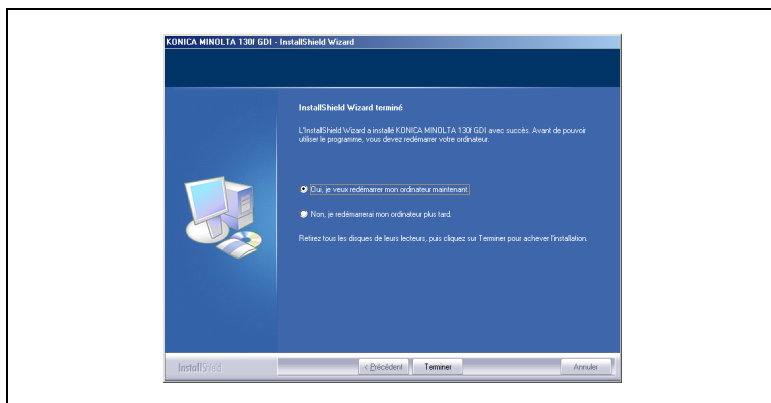 KONICA MINOLTA 130f GDI - InstallShield Wizard
InstallShield Wizard terminé
L'InstallShield Wizard a installé KONICA MINOLTA 130f GDI avec succès. Avant de pouvoir
utiliser le programme, vous devez redémarrer votre ordinateur.
Oui, je veux redémarrer mon ordinateur maintenant.
Non, je redémarrerai mon ordinateur plus tard.
Retirez tous les disques de leurs lecteurs, puis cliquez sur Terminer pour achever l'installation.
InstallShield
< Précédent
Terminer
Annuler